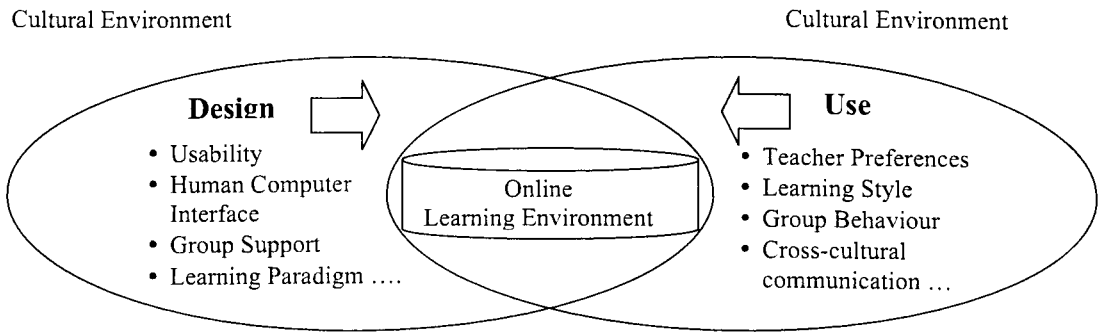 Cultural Environment
Cultural Environment
Design
• Usability
• Human Computer
Interface
• Group Support
• Learning Paradigm ….
Online
Learning Environment
Use
• Teacher Preferences
• Learning Style
• Group Behaviour
• Cross-cultural
communication …